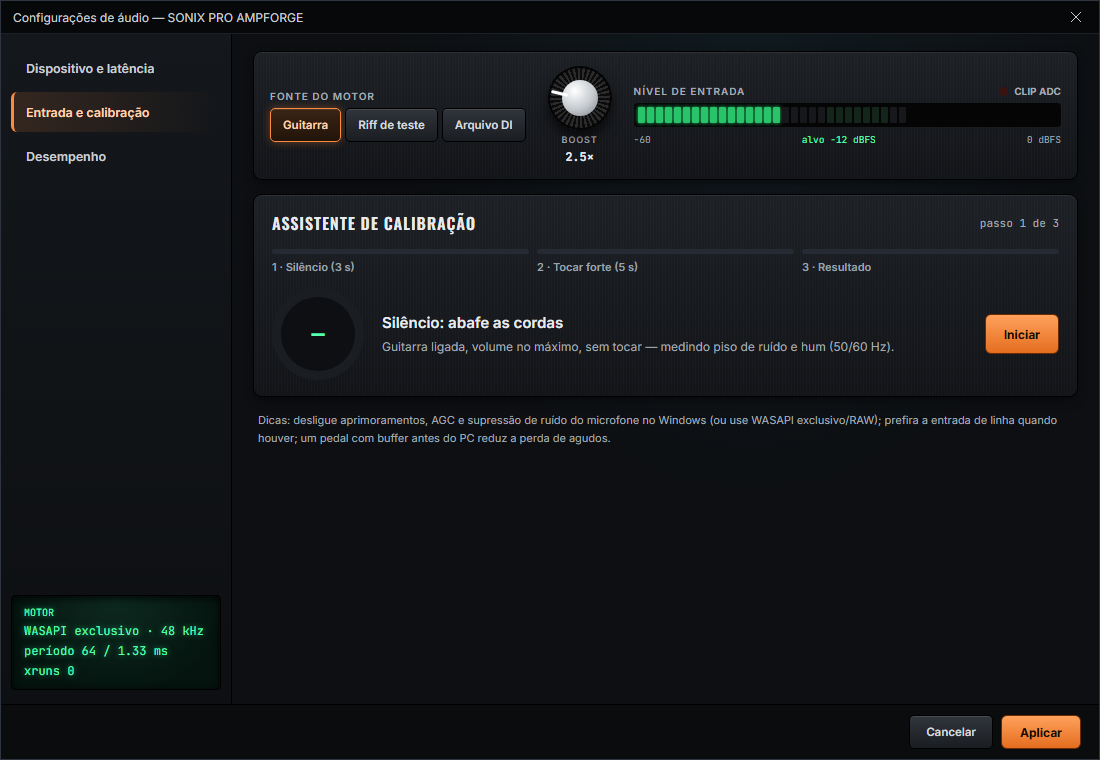 Configurações de áudio — SONIX PRO AMPFORGE
Dispositivo e latência
Entrada e calibração
Desempenho
FONTE DO MOTOR
Guitarra
Riff de teste
Arquivo DI
BOOST
2.5×
NÍVEL DE ENTRADA
CLIP ADC
-60
alvo -12 dBFS
0 dBFS
ASSISTENTE DE CALIBRAÇÃO
passo 1 de 3
1 · Silêncio (3 s)
2 · Tocar forte (5 s)
3 · Resultado
—
Silêncio: abafe as cordas
Guitarra ligada, volume no máximo, sem tocar — medindo piso de ruído e hum (50/60 Hz).
Iniciar
Dicas: desligue aprimoramentos, AGC e supressão de ruído do microfone no Windows (ou use WASAPI exclusivo/RAW); prefira a entrada de linha quando
houver; um pedal com buffer antes do PC reduz a perda de agudos.
MOTOR
WASAPI exclusivo · 48 kHz
período 64 / 1.33 ms
xruns 0
Cancelar
Aplicar